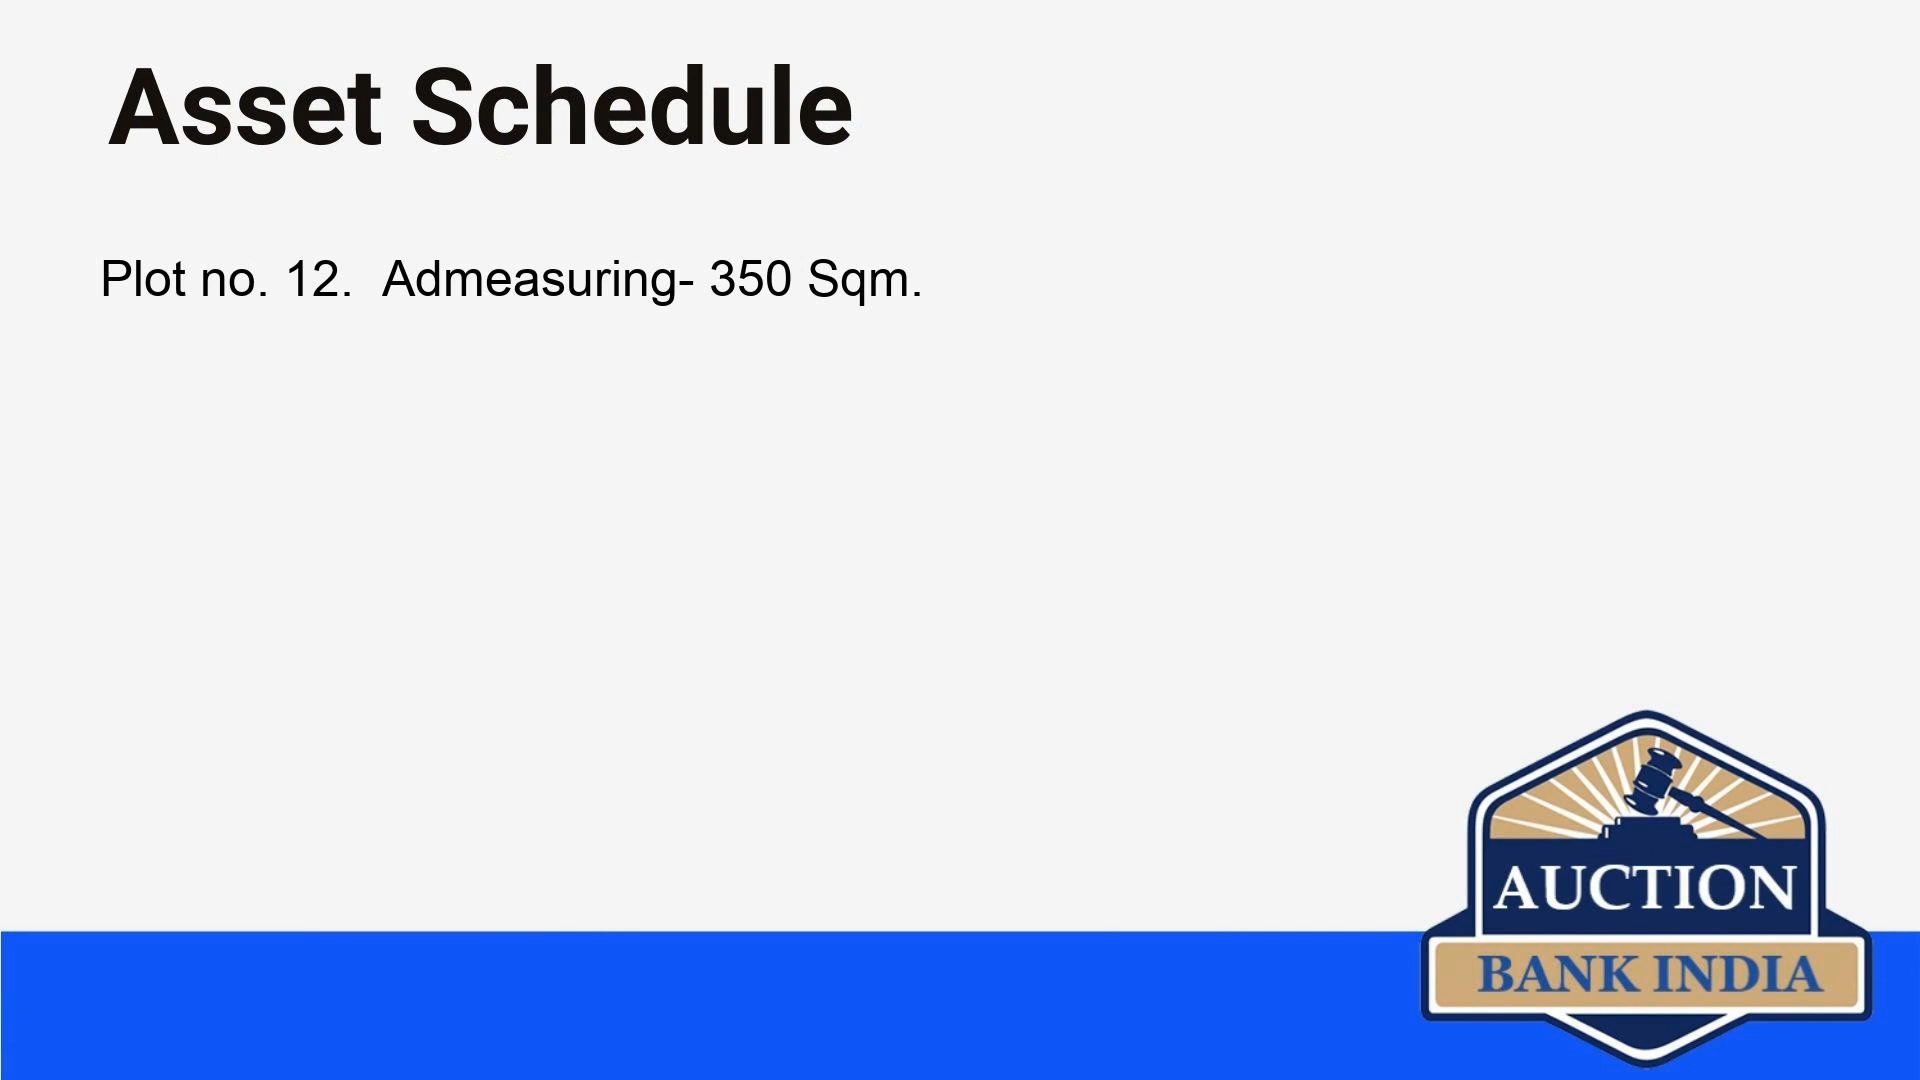 Asset Schedule
Plot no. 12.  Admeasuring- 350 Sqm.
AUCTION
BANK INDIA